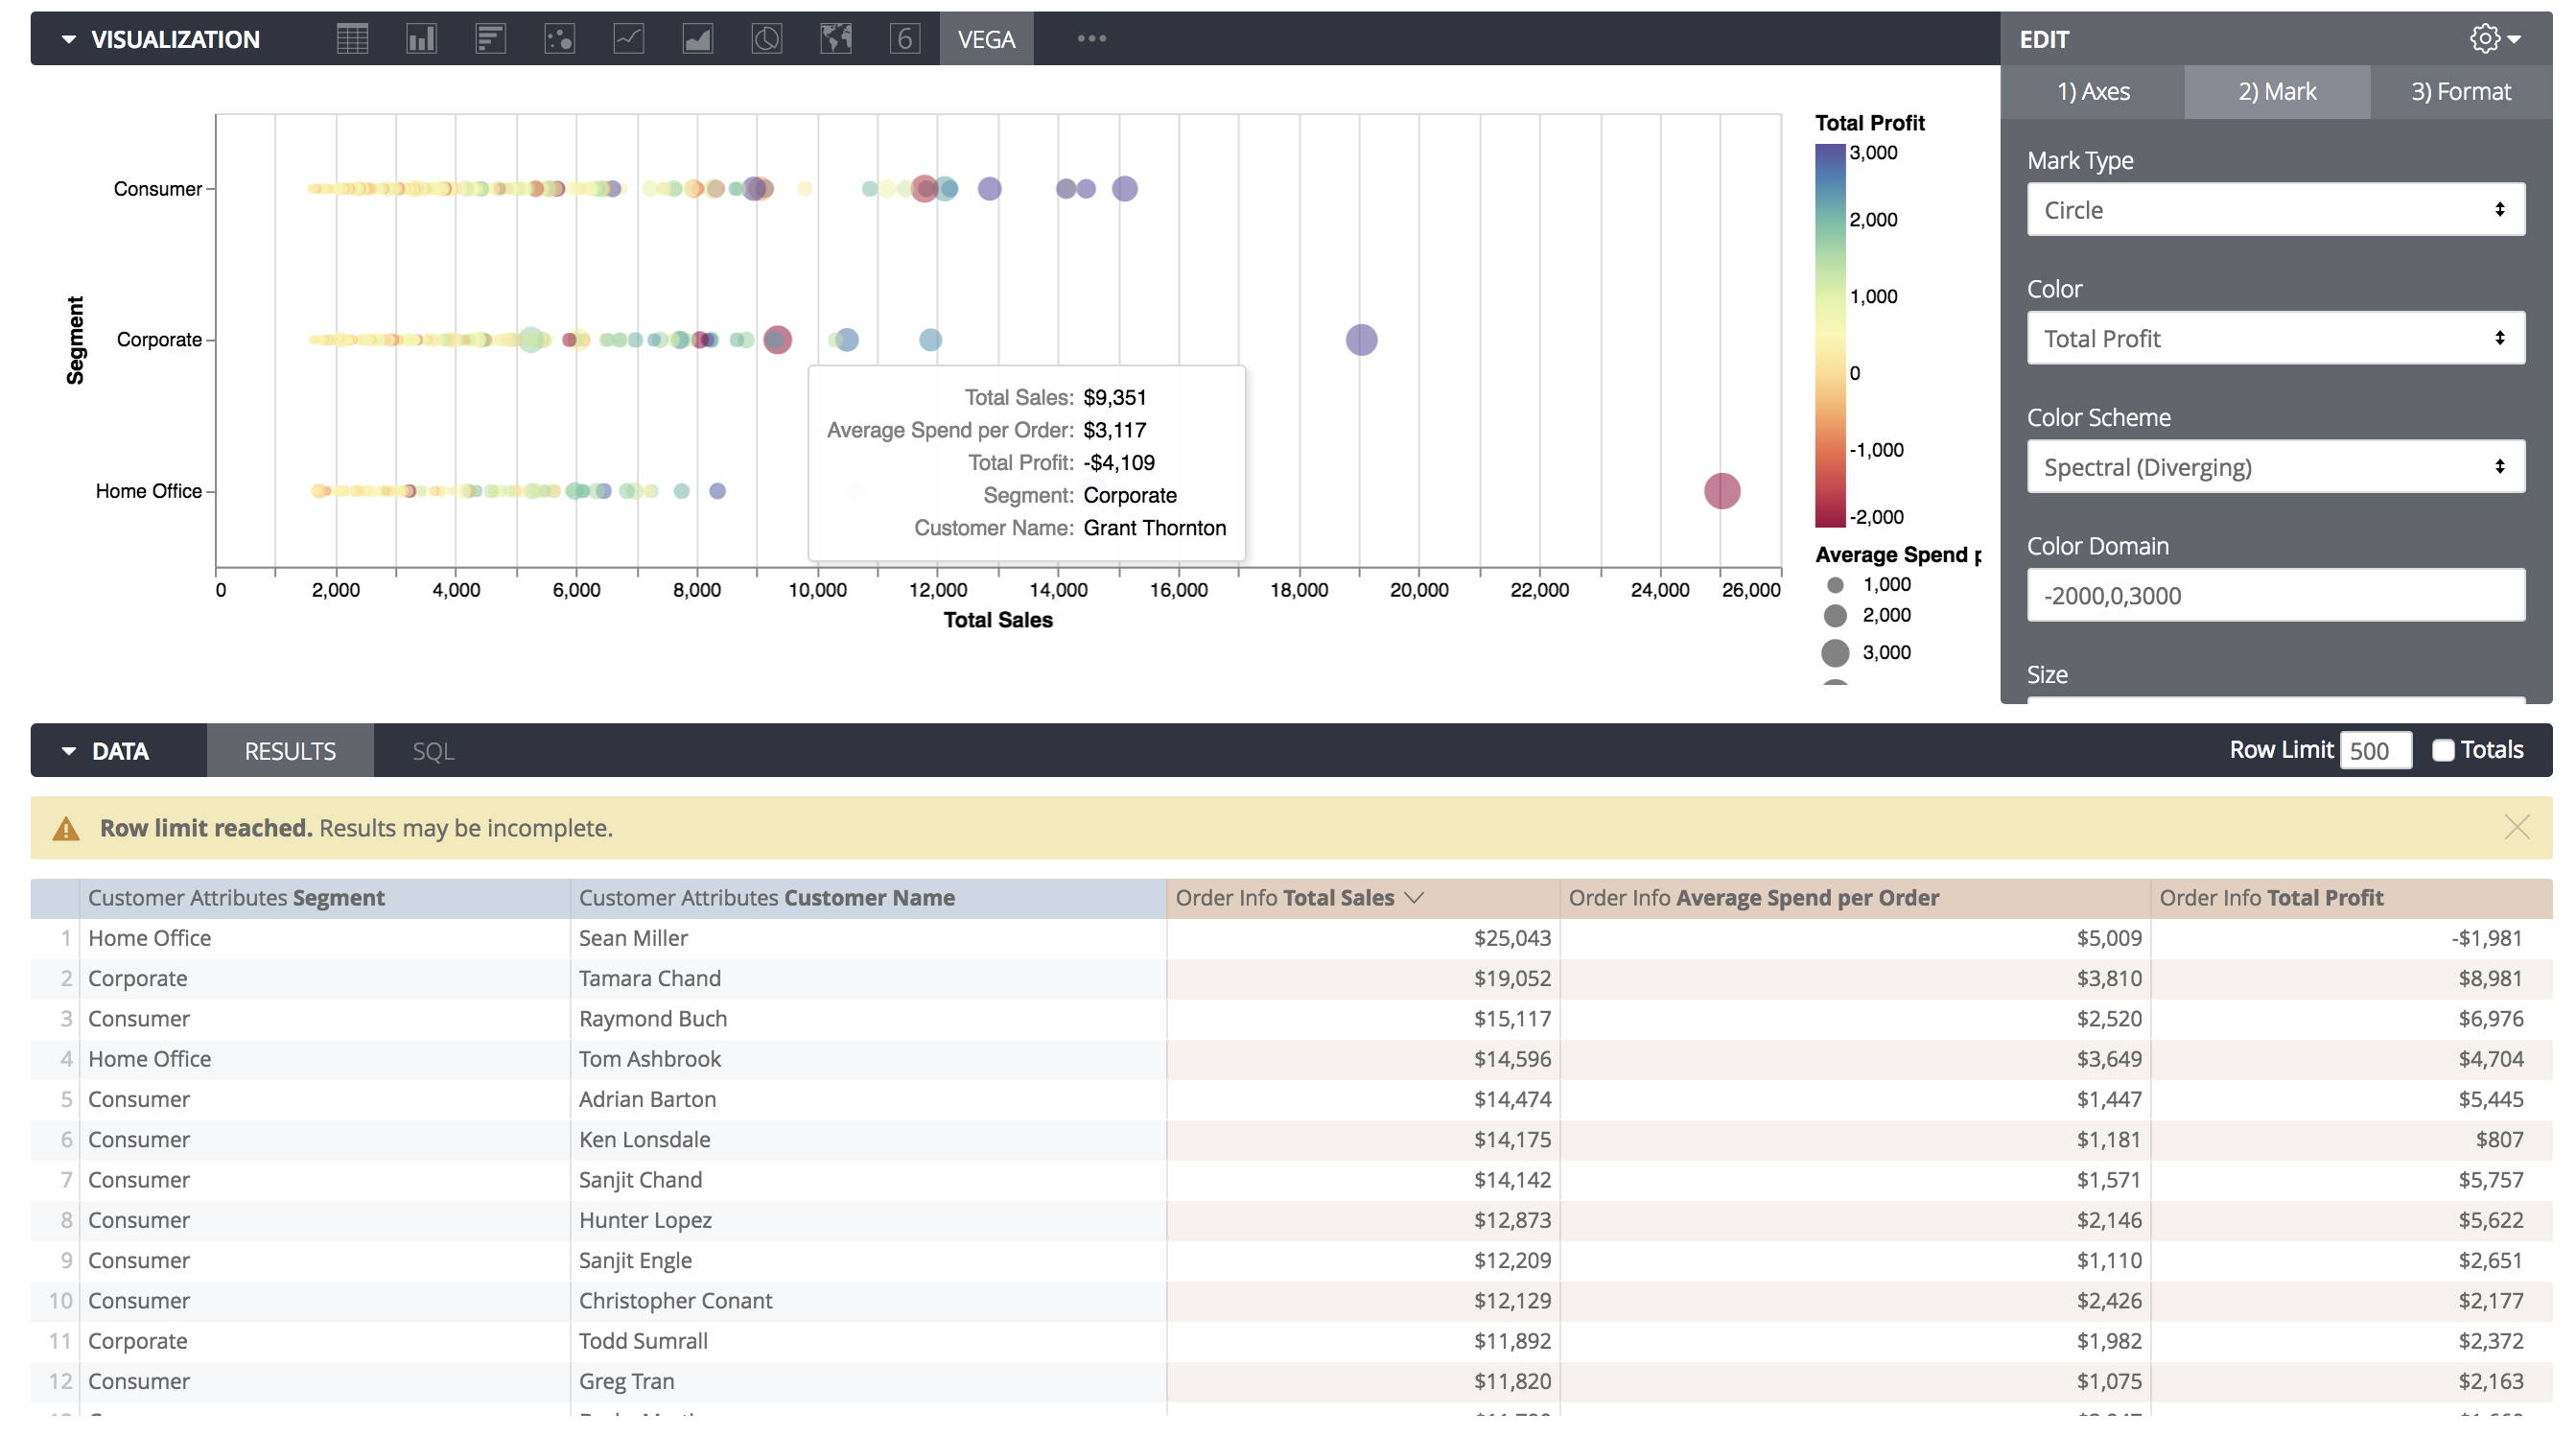 VISUALIZATION 6 VEGA EDIT
1) Axes 2) Mark 3) Format
Consumer
Corporate
Home Office
Segment
0 2,000 4,000 6,000 8,000 10,000 12,000 14,000 16,000 18,000 20,000 22,000 24,000 26,000
Total Sales
Total Sales: $9,351
Average Spend per Order: $3,117
Total Profit: -$4,109
Segment: Corporate
Customer Name: Grant Thornton
Total Profit
3,000
2,000
1,000
0
-1,000
-2,000
Average Spend p
1,000
2,000
3,000
Mark Type
Circle
Color
Total Profit
Color Scheme
Spectral (Diverging)
Color Domain
-2000,0,3000
Size
DATA RESULTS SQL Row Limit 500 Totals
Row limit reached. Results may be incomplete.
Customer Attributes Segment Customer Attributes Customer Name Order Info Total Sales Order Info Average Spend per Order Order Info Total Profit
1 Home Office Sean Miller $25,043 $5,009 -$1,981
2 Corporate Tamara Chand $19,052 $3,810 $8,981
3 Consumer Raymond Buch $15,117 $2,520 $6,976
4 Home Office Tom Ashbrook $14,596 $3,649 $4,704
5 Consumer Adrian Barton $14,474 $1,447 $5,445
6 Consumer Ken Lonsdale $14,175 $1,181 $807
7 Consumer Sanjit Chand $14,142 $1,571 $5,757
8 Consumer Hunter Lopez $12,873 $2,146 $5,622
9 Consumer Sanjit Engle $12,209 $1,110 $2,651
10 Consumer Christopher Conant $12,129 $2,426 $2,177
11 Corporate Todd Sumrall $11,892 $1,982 $2,372
12 Consumer Greg Tran $11,820 $1,075 $2,163